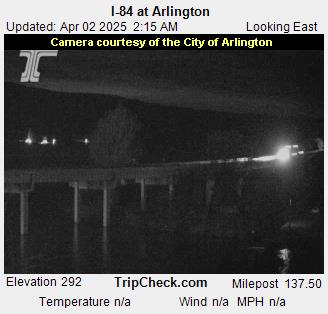 I-84 at Arlington
Updated: Apr 02 2025 2:15 AM Looking East
Camera courtesy of the City of Arlington
Elevation 292 TripCheck.com Milepost 137.50
Temperature n/a Wind n/a MPH n/a